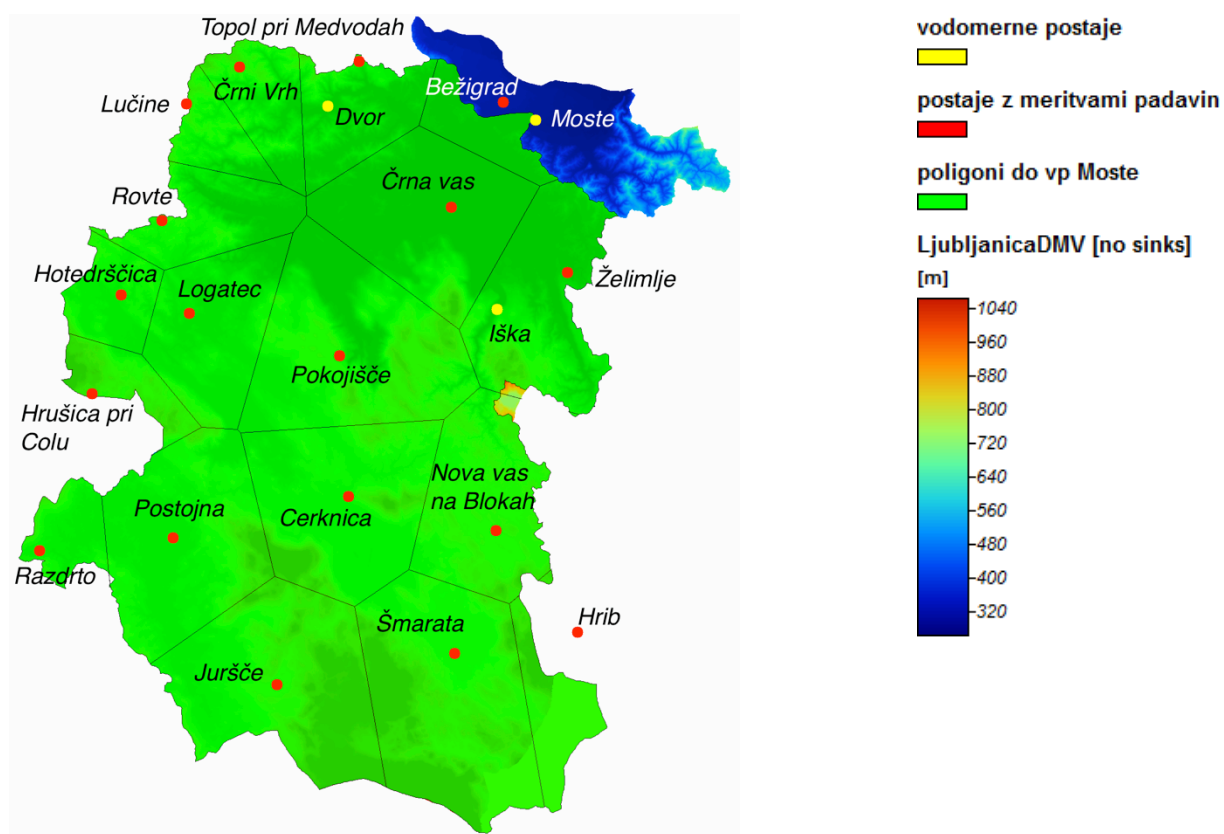 Topol pri Medvodah
Črni Vrh
Lučine
Dvor
Bežigrad
Moste
Rovte
Črna vas
Hotedrščica
Logatec
Želimlje
Iška
Pokojišče
Hrušica pri
Colu
Postojna
Cerknica
Nova vas
na Blokah
Razdrto
Šmarata
Hrib
Juršče
vodomerne postaje
postaje z meritvami padavin
poligoni do vp Moste
LjubljanicaDMV [no sinks]
[m]
1040
960
880
800
720
640
560
480
400
320